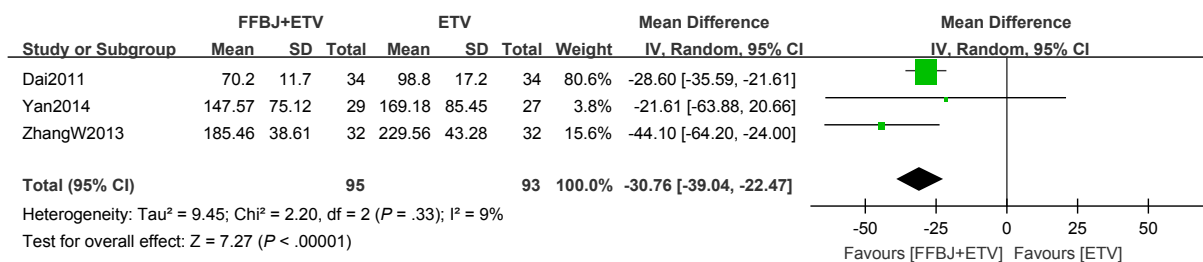 FFBJ+ETV ETV Mean Difference Mean Difference
Study or Subgroup Mean SD Total Mean SD Total Weight IV, Random, 95% CI IV, Random, 95% CI
Dai2011 70.2 11.7 34 98.8 17.2 34 80.6% -28.60 [-35.59, -21.61]
Yan2014 147.57 75.12 29 169.18 85.45 27 3.8% -21.61 [-63.88, 20.66]
ZhangW2013 185.46 38.61 32 229.56 43.28 32 15.6% -44.10 [-64.20, -24.00]
Total (95% CI) 95 93 100.0% -30.76 [-39.04, -22.47]
Heterogeneity: Tau² = 9.45; Chi² = 2.20, df = 2 (P = .33); I² = 9%
Test for overall effect: Z = 7.27 (P < .00001)
-50 -25 0 25 50
Favours [FFBJ+ETV] Favours [ETV]